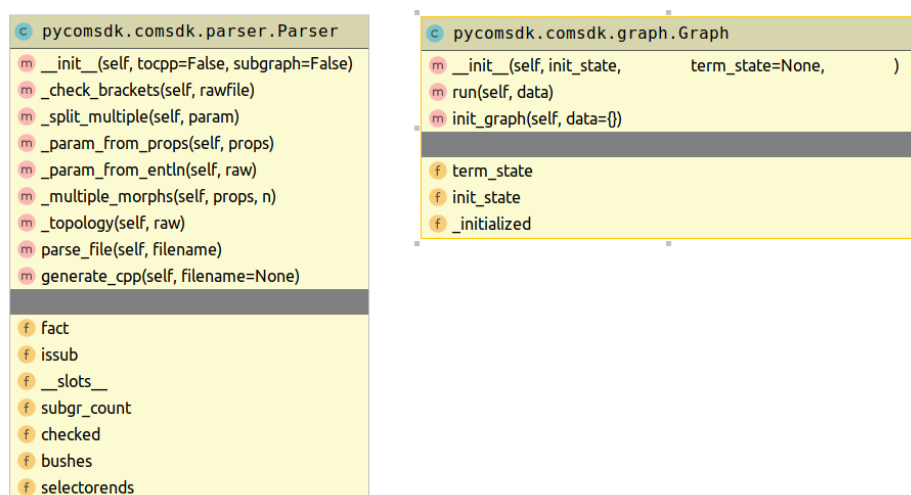 c pycomsdk.comsdk.parser.Parser
m __init__(self, tocpp=False, subgraph=False)
m _check_brackets(self, rawfile)
m _split_multiple(self, param)
m _param_from_props(self, props)
m _param_from_entln(self, raw)
m _multiple_morphs(self, props, n)
m _topology(self, raw)
m parse_file(self, filename)
m generate_cpp(self, filename=None)
f fact
f issub
f __slots__
f subgr_count
f checked
f bushes
f selectorends
c pycomsdk.comsdk.graph.Graph
m __init__(self, init_state, term_state=None, )
m run(self, data)
m init_graph(self, data={})
f term_state
f init_state
f _initialized